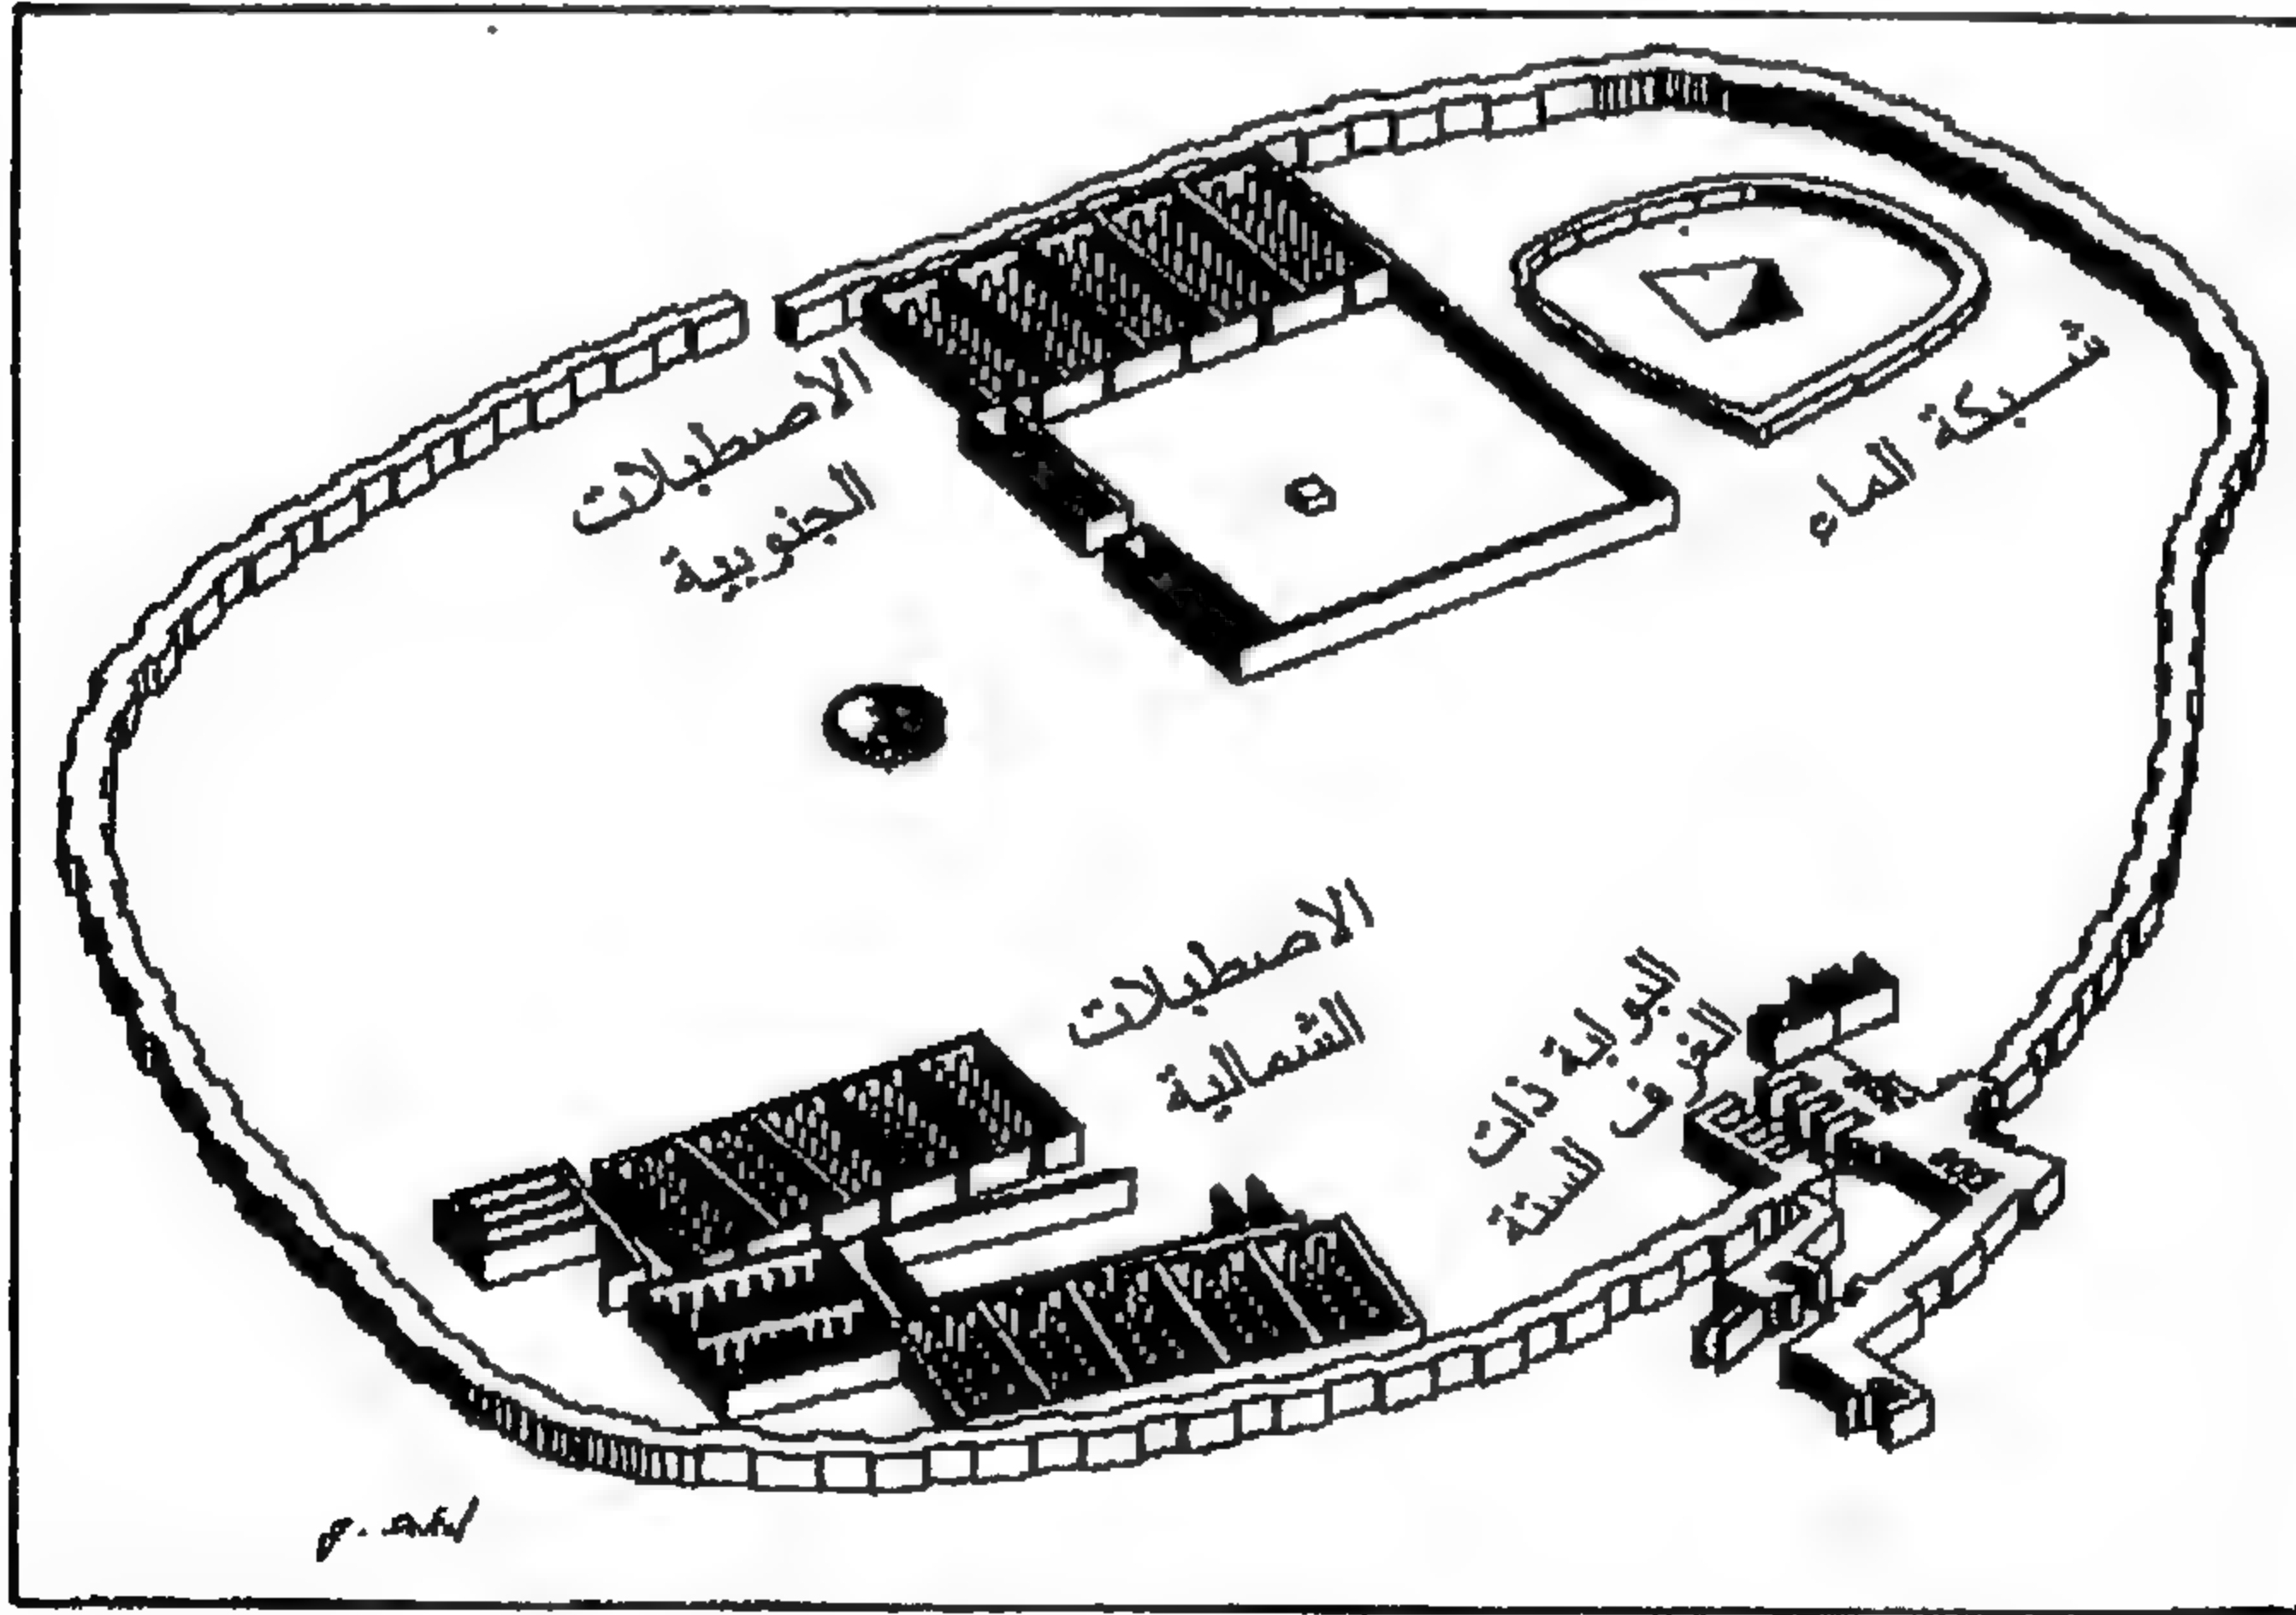 شبكة الماء
الاصطبلات
الجنوبية
الاصطبلات
الشمالية
البوابة ذات
الغرف الستة